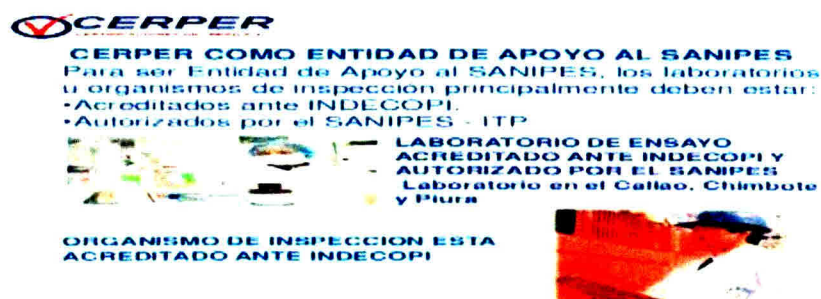 CERPER
CERPER COMO ENTIDAD DE APOYO AL SANIPES
Para ser Entidad de Apoyo al SANIPES, los laboratorios
u organismos de inspección principalmente deben estar:
•Acreditados ante INDECOPI.
•Autorizados por el SANIPES - ITP
LABORATORIO DE ENSAYO
ACREDITADO ANTE INDECOPI Y
AUTORIZADO POR EL SANIPES
Laboratorio en el Callao, Chimbote
y Piura
ORGANISMO DE INSPECCION ESTA
ACREDITADO ANTE INDECOPI